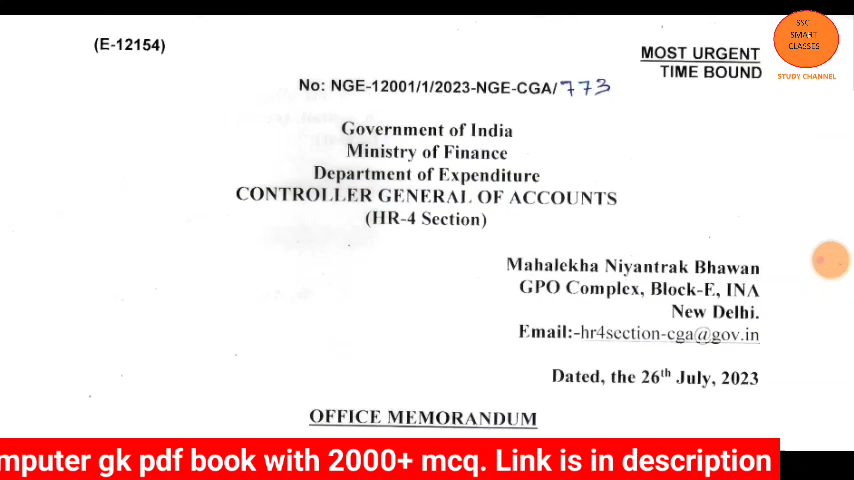 SSC
SMART
CLASSES
STUDY CHANNEL
(E-12154)
MOST URGENT
TIME BOUND
No: NGE-12001/1/2023-NGE-CGA/773
Government of India
Ministry of Finance
Department of Expenditure
CONTROLLER GENERAL OF ACCOUNTS
(HR-4 Section)
Mahalekha Niyantrak Bhawan
GPO Complex, Block-E, INA
New Delhi.
Email:-hr4section-cga@gov.in
Dated, the 26th July, 2023
OFFICE MEMORANDUM
mputer gk pdf book with 2000+ mcq. Link is in description